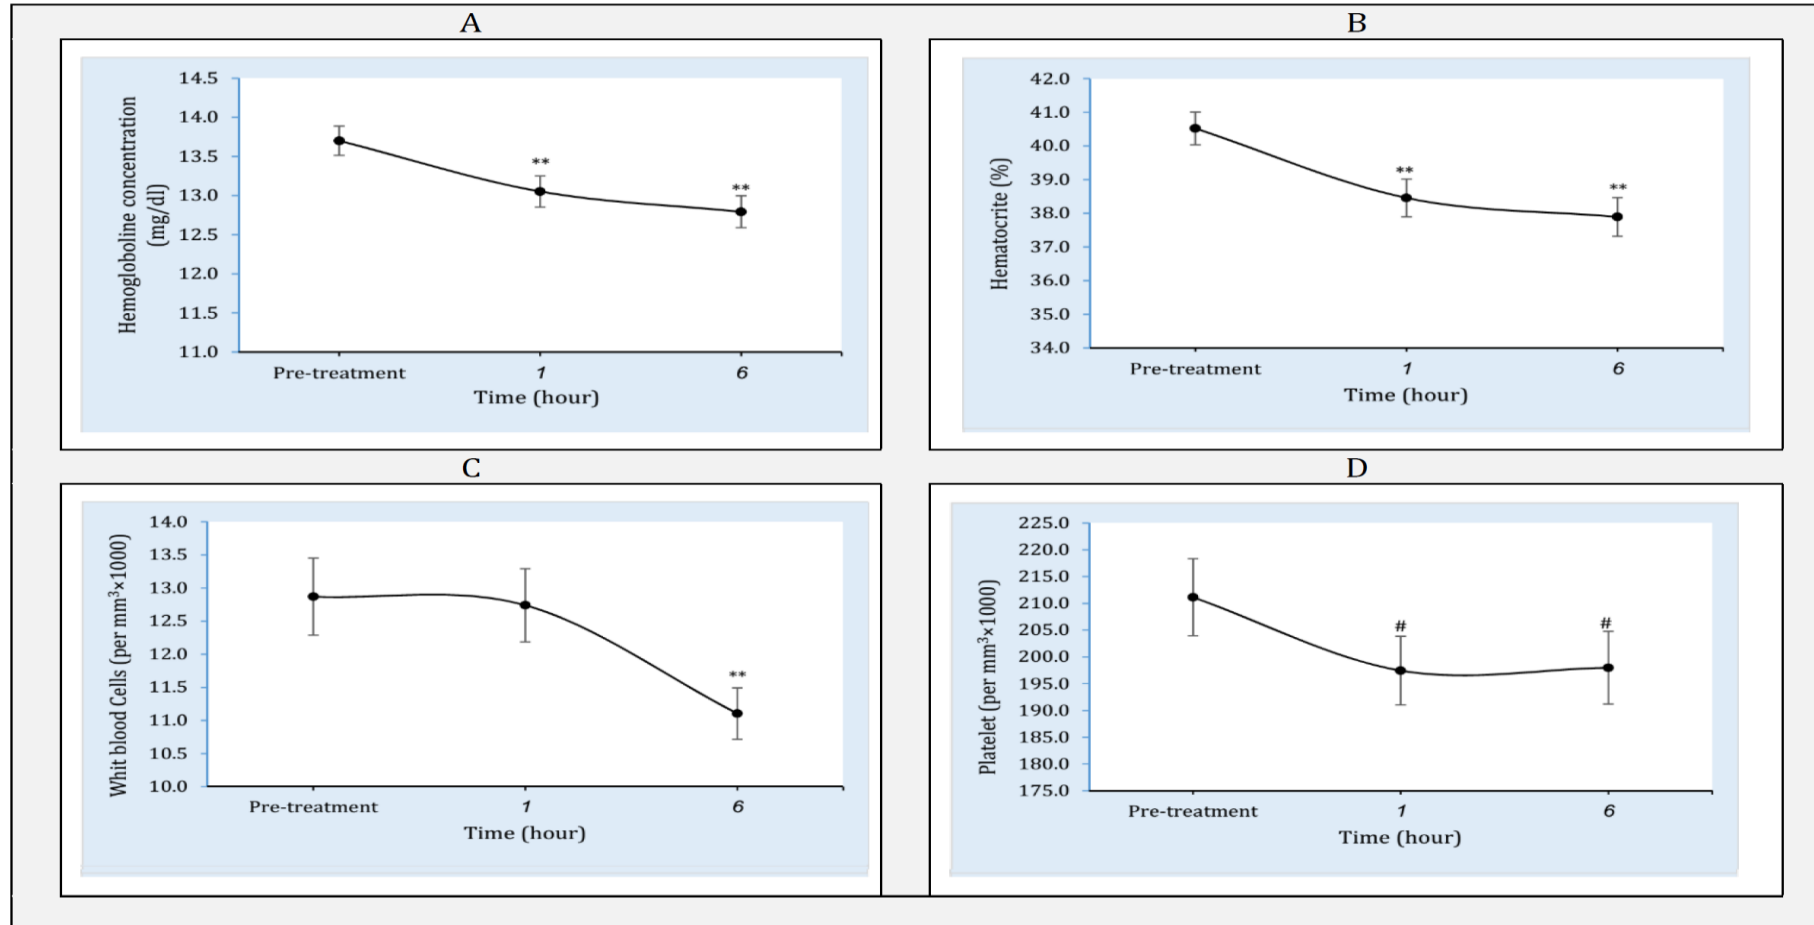 A
Hemogloboline concentration
(mg/dl)
14.5
14.0
13.5
13.0
12.5
12.0
11.5
11.0
**
**
Pre-treatment 1 6
Time (hour)
B
Hematocrite (%)
42.0
41.0
40.0
39.0
38.0
37.0
36.0
35.0
34.0
**
**
Pre-treatment 1 6
Time (hour)
C
Whit blood Cells (per mm³×1000)
14.0
13.5
13.0
12.5
12.0
11.5
11.0
10.5
10.0
**
Pre-treatment 1 6
Time (hour)
D
Platelet (per mm³×1000)
225.0
220.0
215.0
210.0
205.0
200.0
195.0
190.0
185.0
180.0
175.0
#
#
Pre-treatment 1 6
Time (hour)